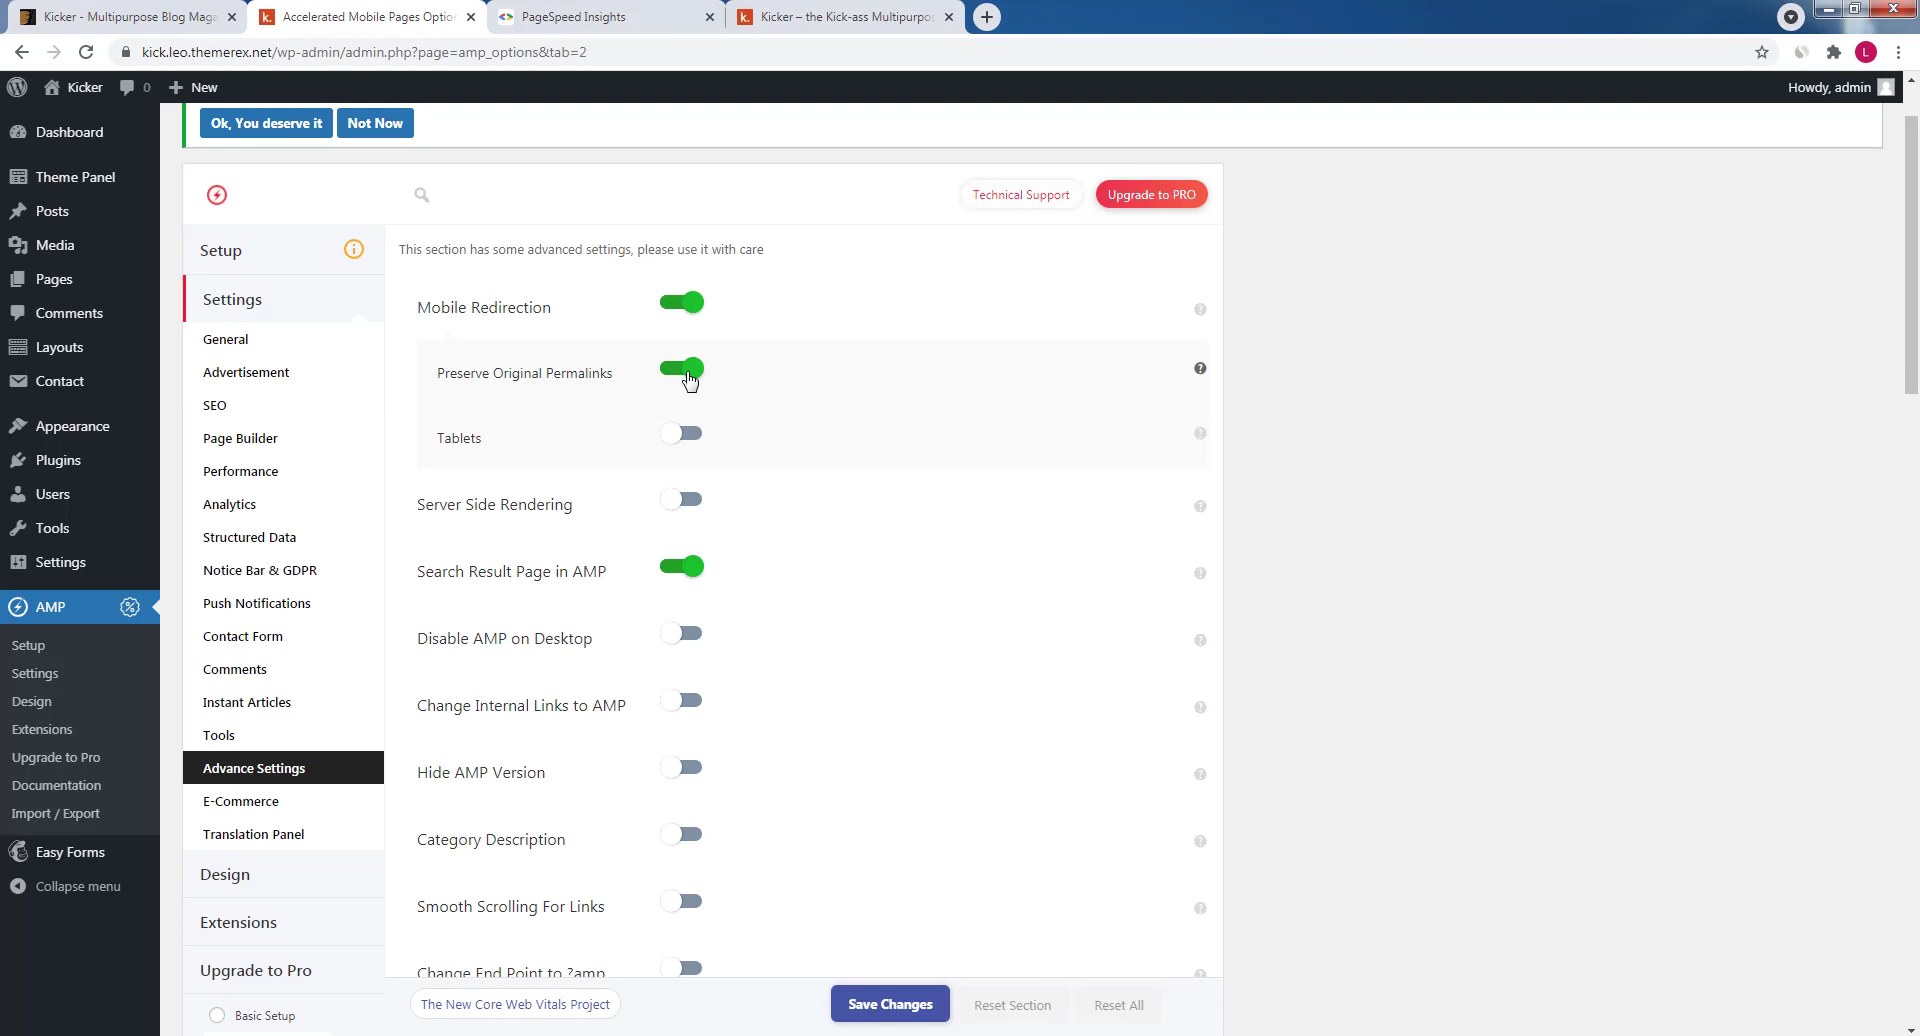 Kicker - Multipurpose Blog Maga
Accelerated Mobile Pages Optio
PageSpeed Insights
Kicker – the Kick-ass Multipurpos
kick.leo.themerex.net/wp-admin/admin.php?page=amp_options&tab=2
L
Kicker
0
New
Howdy, admin
Ok, You deserve it
Not Now
Dashboard
Theme Panel
Posts
Media
Pages
Comments
Layouts
Contact
Appearance
Plugins
Users
Tools
Settings
AMP
Setup
Settings
Design
Extensions
Upgrade to Pro
Documentation
Import / Export
Easy Forms
Collapse menu
Technical Support
Upgrade to PRO
Setup
Settings
General
Advertisement
SEO
Page Builder
Performance
Analytics
Structured Data
Notice Bar & GDPR
Push Notifications
Contact Form
Comments
Instant Articles
Tools
Advance Settings
E-Commerce
Translation Panel
Design
Extensions
Upgrade to Pro
Basic Setup
This section has some advanced settings, please use it with care
Mobile Redirection
Preserve Original Permalinks
Tablets
Server Side Rendering
Search Result Page in AMP
Disable AMP on Desktop
Change Internal Links to AMP
Hide AMP Version
Category Description
Smooth Scrolling For Links
Change End Point to ?amp
The New Core Web Vitals Project
Save Changes
Reset Section
Reset All